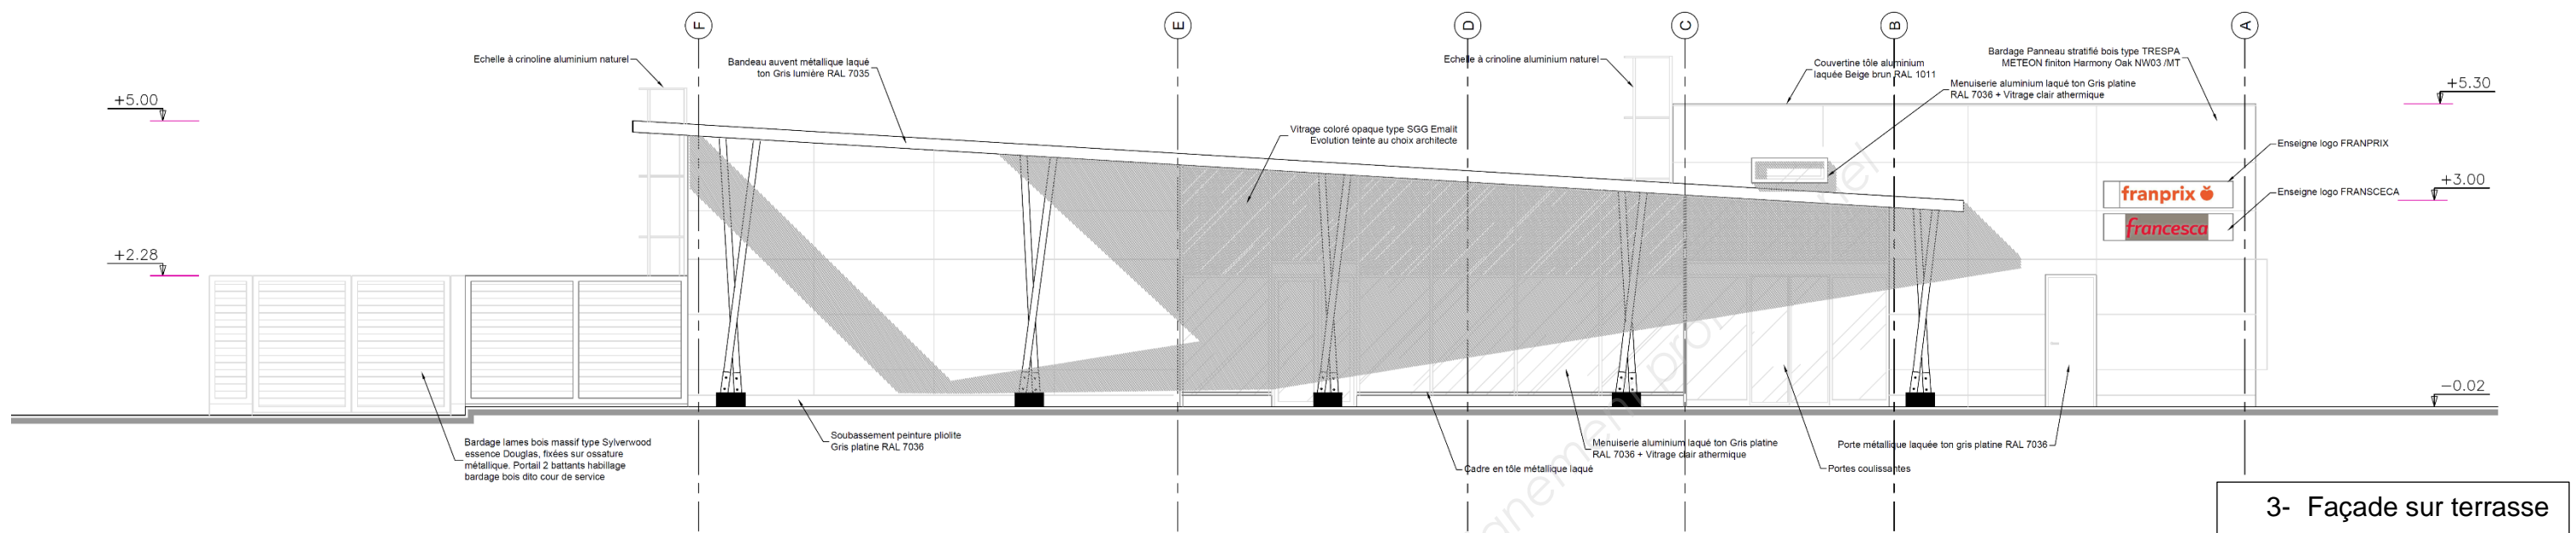 F
E
D
C
B
A
Echelle à crinoline aluminium naturel
Bandeau auvent métallique laqué
ton Gris lumière RAL 7035
Echelle à crinoline aluminium naturel
Couvertine tôle aluminium
laquée Beige brun RAL 1011
Bardage Panneau stratifié bois type TRESPA
METEON finiton Harmony Oak NW03 /MT
Menuiserie aluminium laqué ton Gris platine
RAL 7036 + Vitrage clair athermique
+5.00
+5.30
Vitrage coloré opaque type SGG Emalit
Evolution teinte au choix architecte
Enseigne logo FRANPRIX
+3.00
franprix
Enseigne logo FRANSCECA
francesca
+2.28
-0.02
Bardage lames bois massif type Sylverwood
essence Douglas, fixées sur ossature
métallique. Portail 2 battants habillage
bardage bois dito cour de service
Soubassement peinture pliolite
Gris platine RAL 7036
Cadre en tôle métallique laqué
Menuiserie aluminium laqué ton Gris platine
RAL 7036 + Vitrage clair athermique
Portes coulissantes
Porte métallique laquée ton gris platine RAL 7036
3- Façade sur terrasse